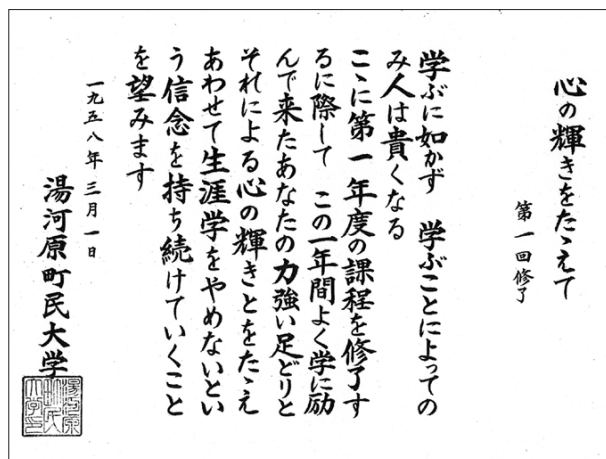 心の輝きをたゝえて
第一回修了
学ぶに如かず　学ぶことによっての
み人は貴くなる
こゝに第一年度の課程を修了す
るに際して　この一年間よく学に励
んで来たあなたの力強い足どりと
それによる心の輝きとをたゝえ
あわせて生涯学をやめないとい
う信念を持ち続けていくこと
を望みます
一九五八年三月一日
湯河原町民大学